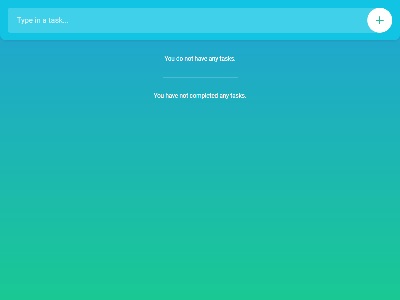 Type in a task...
You do not have any tasks.
You have not completed any tasks.